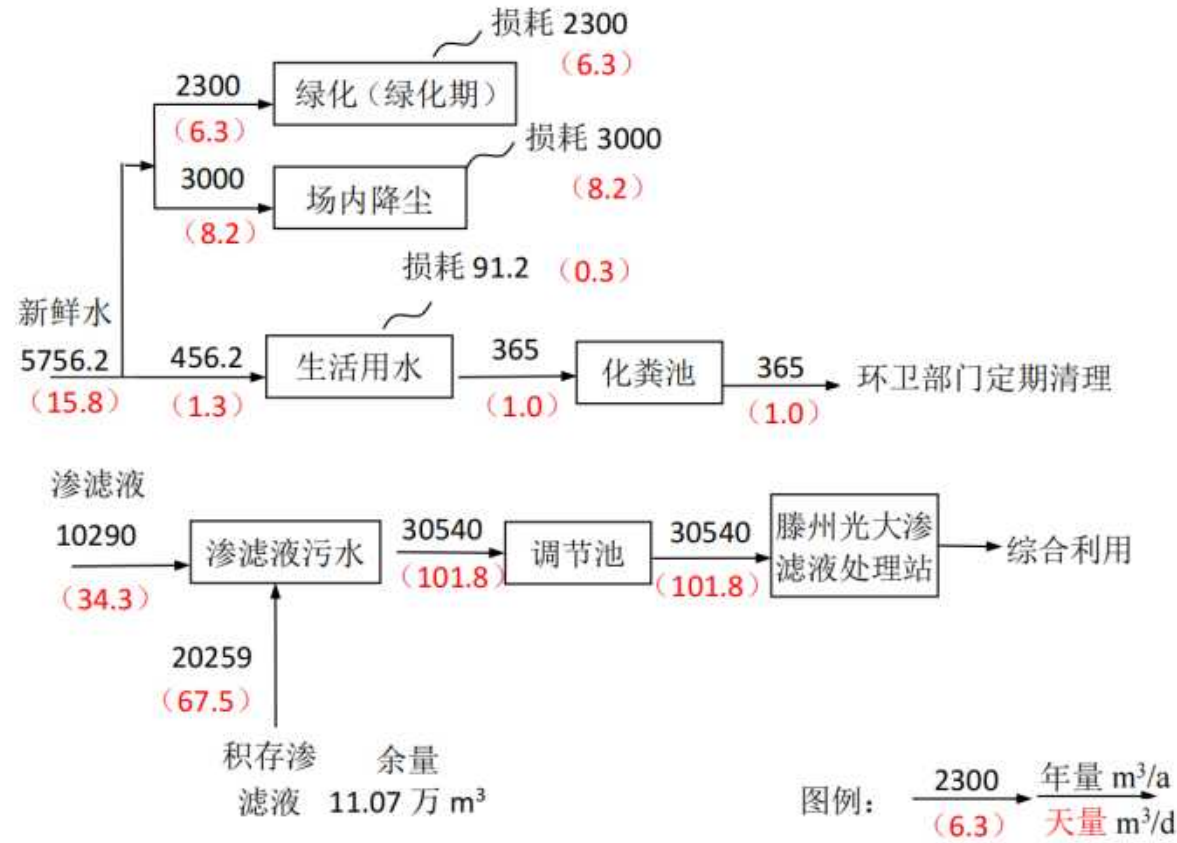 损耗 2300
（6.3）
2300
（6.3）
绿化（绿化期）
损耗 3000
（8.2）
3000
（8.2）
场内降尘
损耗 91.2 （0.3）
新鲜水
5756.2
（15.8）
456.2
（1.3）
生活用水
365
（1.0）
化粪池
365
（1.0）
环卫部门定期清理
渗滤液
10290
（34.3）
渗滤液污水
30540
（101.8）
调节池
30540
（101.8）
滕州光大渗
滤液处理站
综合利用
20259
（67.5）
积存渗
滤液
余量
11.07 万 m³
图例：
2300
（6.3）
年量 m³/a
天量 m³/d